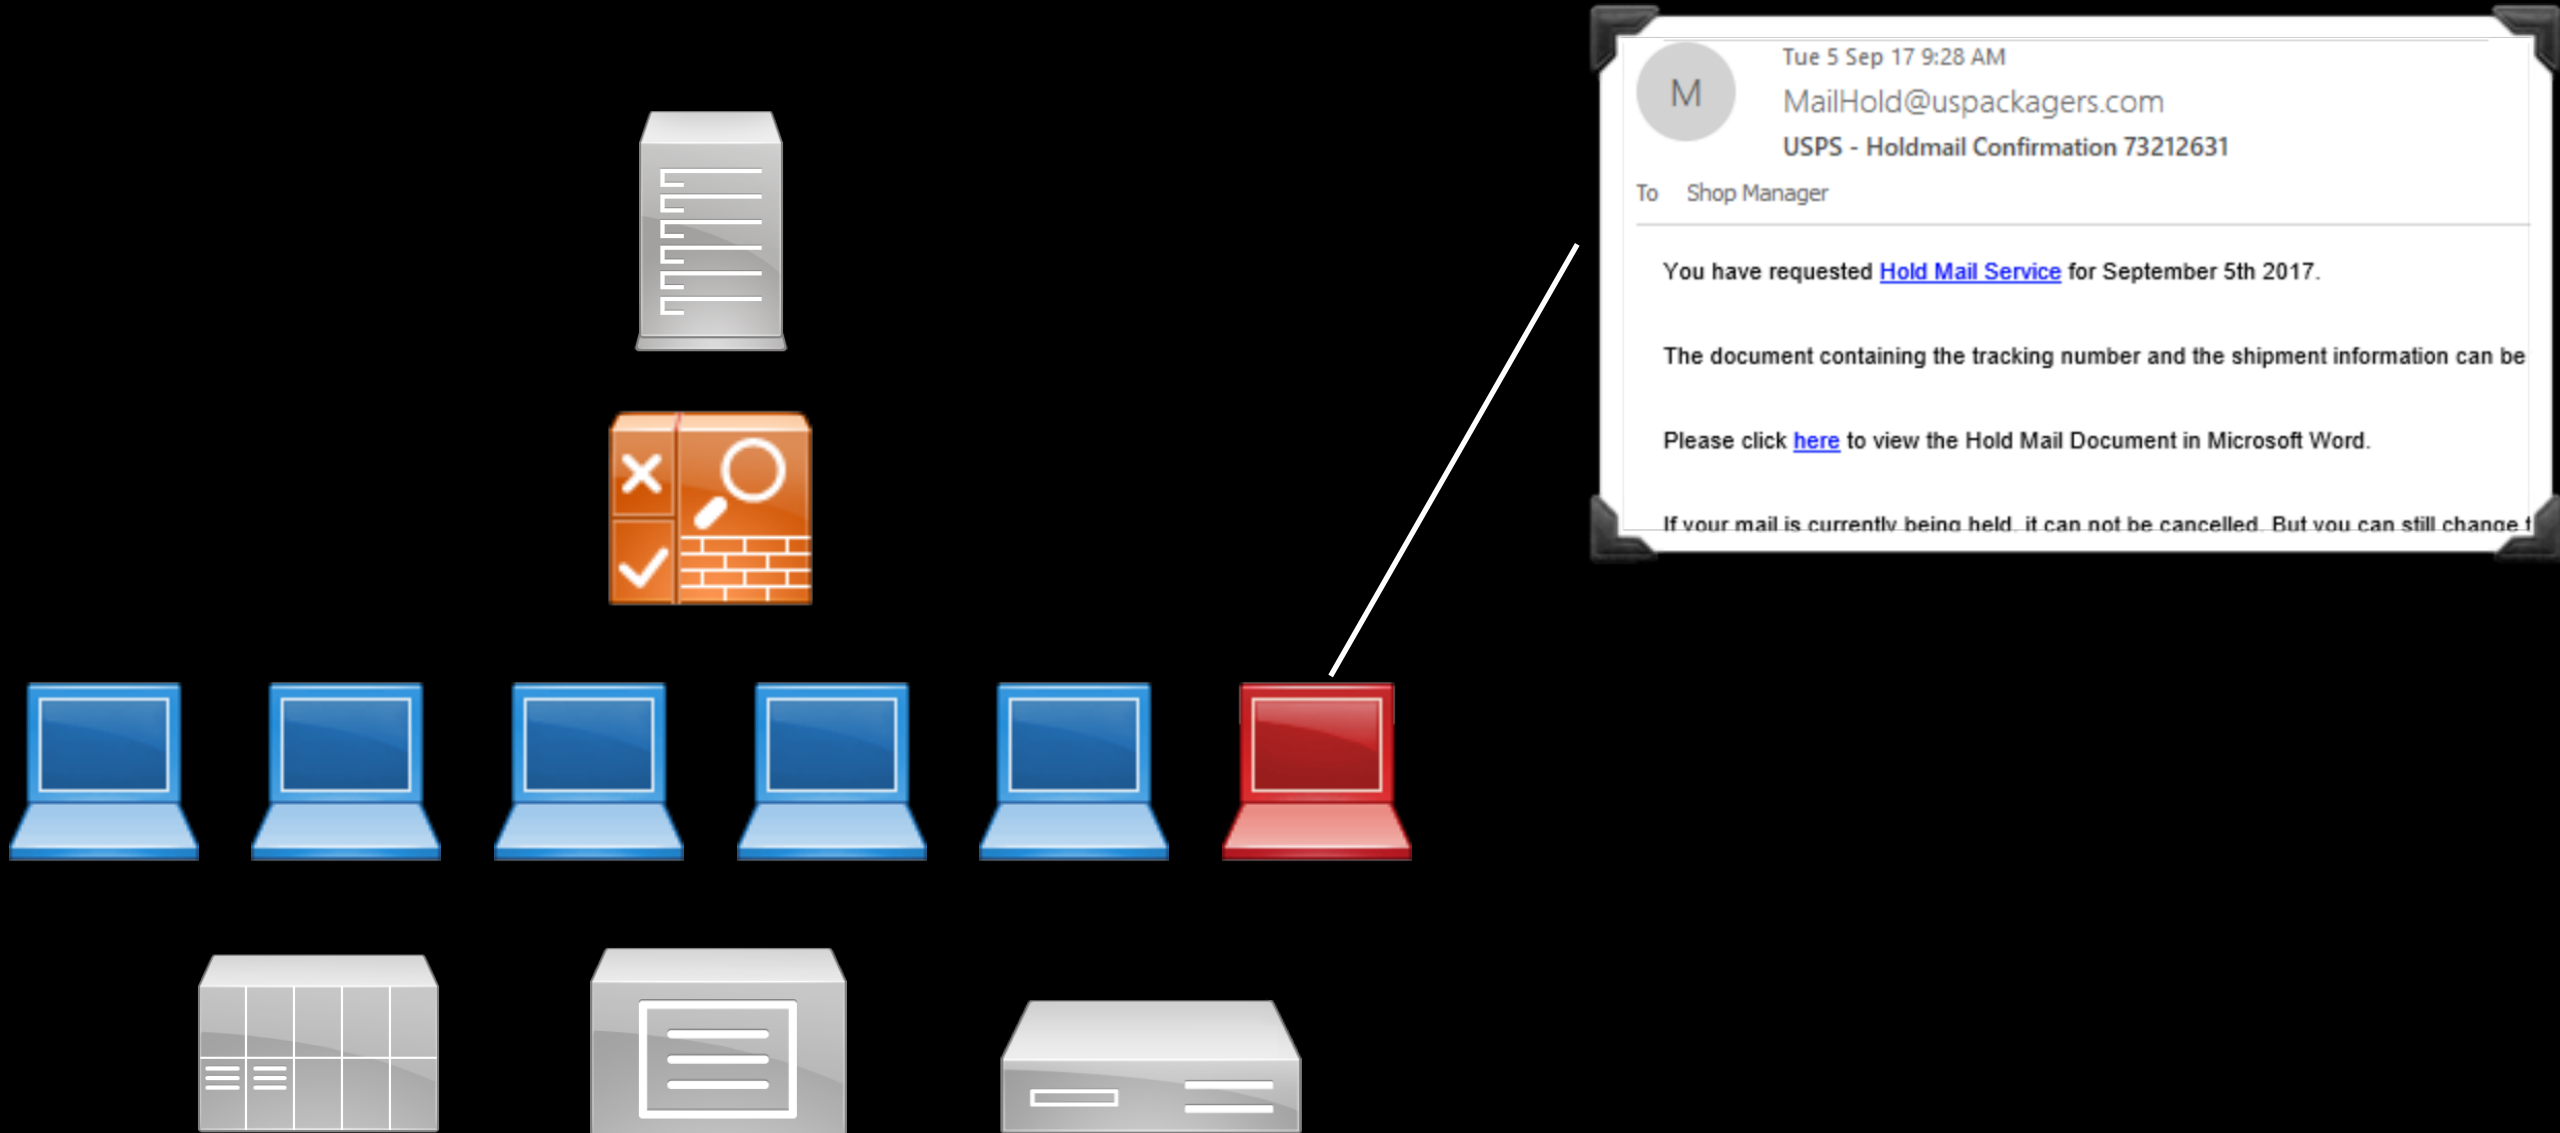 M
Tue 5 Sep 17 9:28 AM
MailHold@uspackagers.com
USPS - Holdmail Confirmation 73212631
To Shop Manager
You have requested Hold Mail Service for September 5th 2017.
The document containing the tracking number and the shipment information can be
Please click here to view the Hold Mail Document in Microsoft Word.
If your mail is currently being held, it can not be cancelled. But you can still change